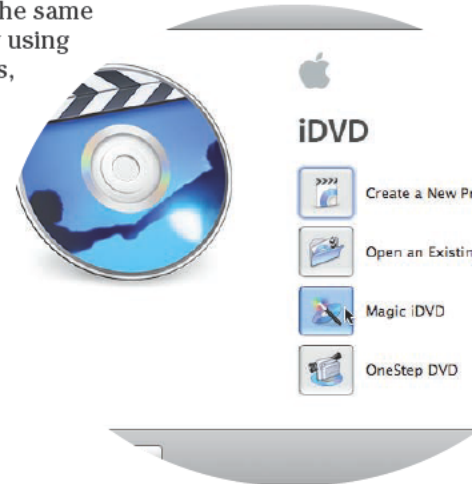 he same
using
s,
iDVD
Create a New Pr
Open an Existin
Magic iDVD
OneStep DVD